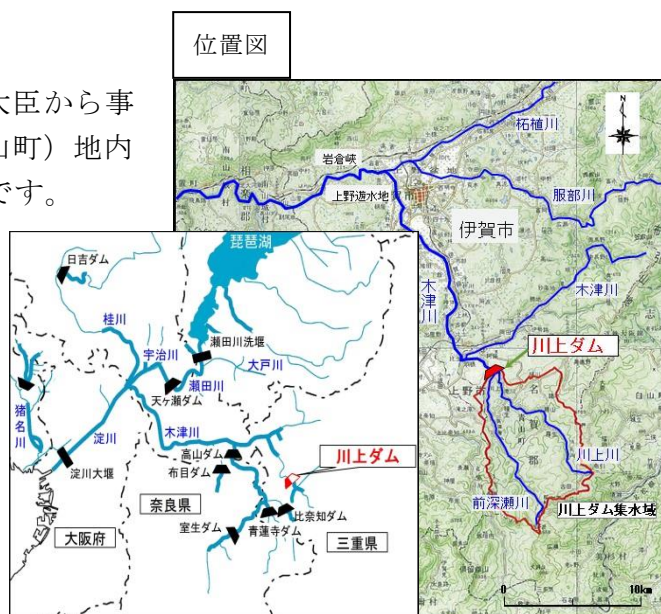 位置図
大臣から事
山町）地内
です。
N
柘植川
岩倉峡
上野遊水地
服部川
伊賀市
木津川
木津川
川上ダム
川上川
前深瀬川
川上ダム集水域
0 10km
琵琶湖
日吉ダム
桂川
宇治川
瀬田川洗堰
大戸川
瀬田川
天ヶ瀬ダム
猪名川
淀川
木津川
高山ダム
川上ダム
布目ダム
淀川大堰
奈良県
比奈知ダム
室生ダム
青蓮寺ダム
大阪府
三重県